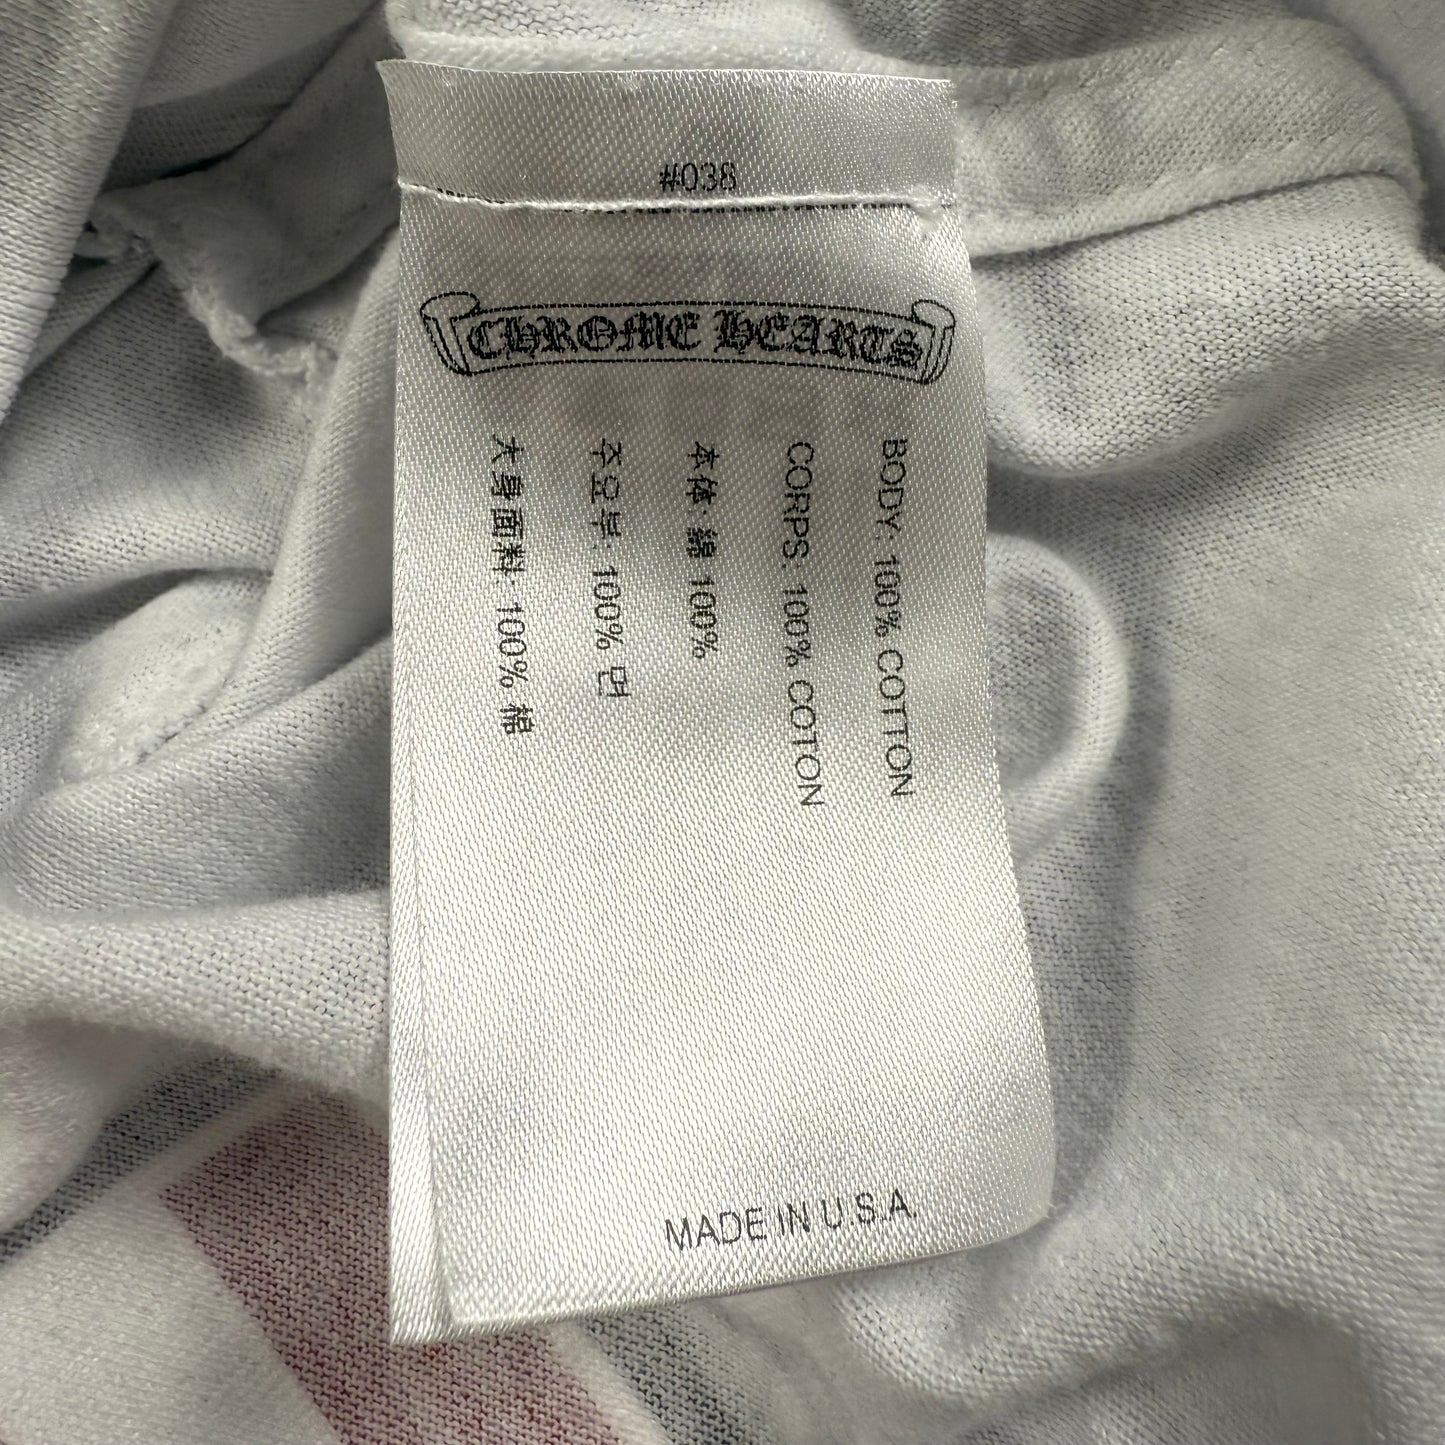 #038
CHROME HEARTS
BODY: 100% COTTON
CORPS: 100% COTON
本体: 綿 100%
주요부: 100% 면
大身面料: 100% 棉
MADE IN U.S.A.